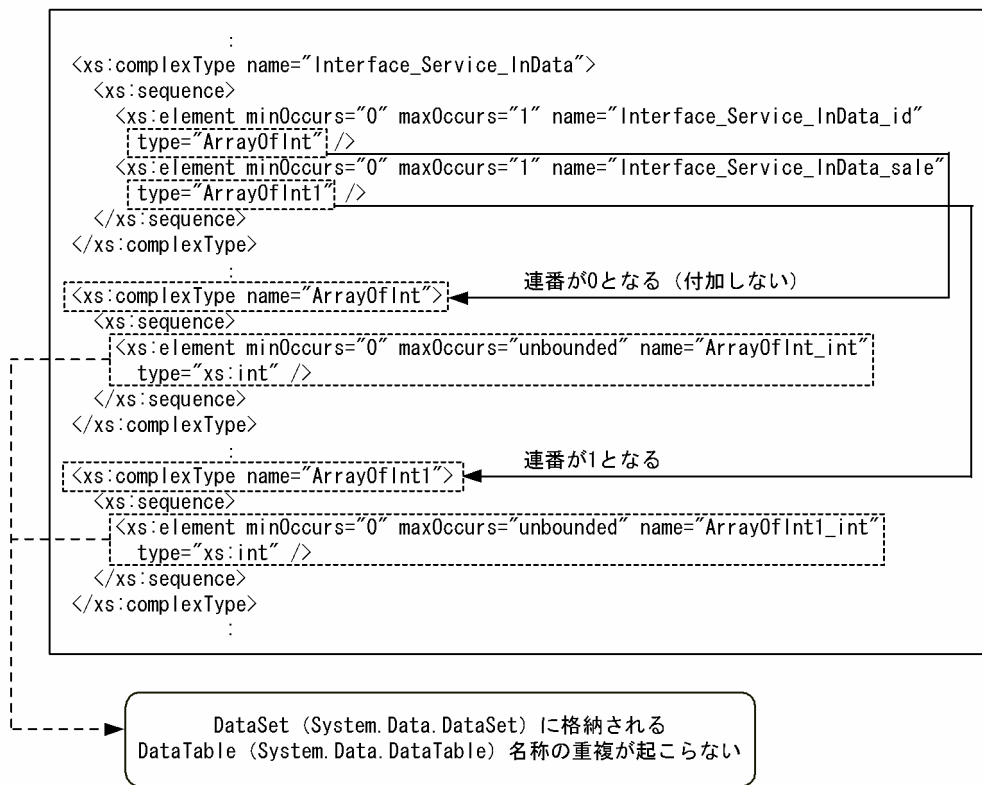 :
<xs:complexType name="Interface_Service_InData">
<xs:sequence>
<xs:element minOccurs="0" maxOccurs="1" name="Interface_Service_InData_id"
type="ArrayOfInt" />
<xs:element minOccurs="0" maxOccurs="1" name="Interface_Service_InData_sale"
type="ArrayOfInt1" />
</xs:sequence>
</xs:complexType>
:
連番が0となる（付加しない）
<xs:complexType name="ArrayOfInt">
<xs:sequence>
<xs:element minOccurs="0" maxOccurs="unbounded" name="ArrayOfInt_int"
type="xs:int" />
</xs:sequence>
</xs:complexType>
:
連番が1となる
<xs:complexType name="ArrayOfInt1">
<xs:sequence>
<xs:element minOccurs="0" maxOccurs="unbounded" name="ArrayOfInt1_int"
type="xs:int" />
</xs:sequence>
</xs:complexType>
:
DataSet（System.Data.DataSet）に格納される
DataTable（System.Data.DataTable）名称の重複が起こらない